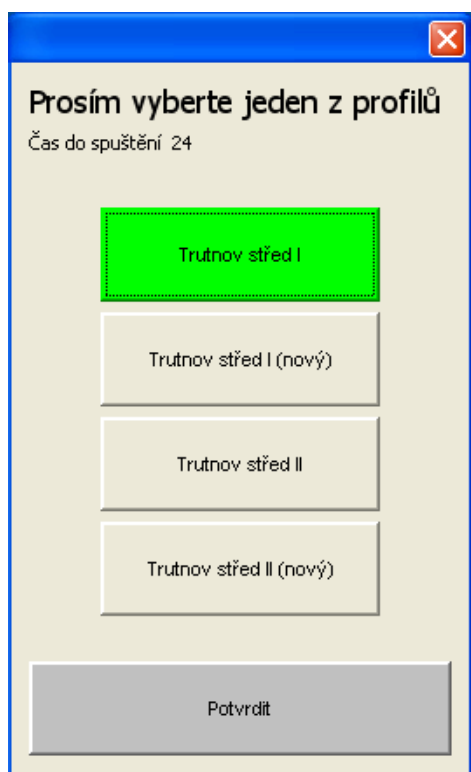 Prosím vyberte jeden z profilů
Čas do spuštění 24
Trutnov střed I
Trutnov střed I (nový)
Trutnov střed II
Trutnov střed II (nový)
Potvrdit